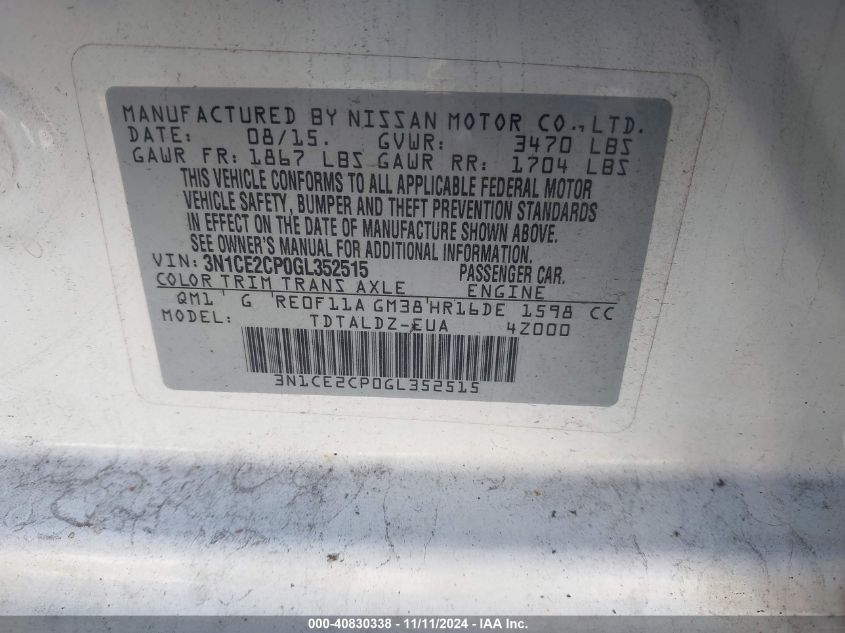 MANUFACTURED BY NISSAN MOTOR CO., LTD.
DATE: 08/15. GVWR: 3470 LBS
GAWR FR: 1867 LBS GAWR RR: 1704 LBS
THIS VEHICLE CONFORMS TO ALL APPLICABLE FEDERAL MOTOR
VEHICLE SAFETY, BUMPER AND THEFT PREVENTION STANDARDS
IN EFFECT ON THE DATE OF MANUFACTURE SHOWN ABOVE.
SEE OWNER'S MANUAL FOR ADDITIONAL INFORMATION.
VIN: 3N1CE2CP0GL352515 PASSENGER CAR.
COLOR TRIM TRANS AXLE ENGINE
QM1 G RE0F11A GM38 HR16DE 1598 CC
MODEL: TDTALDZ-EUA 4Z000
3N1CE2CP0GL352515
000-40830338 - 11/11/2024 - IAA Inc.